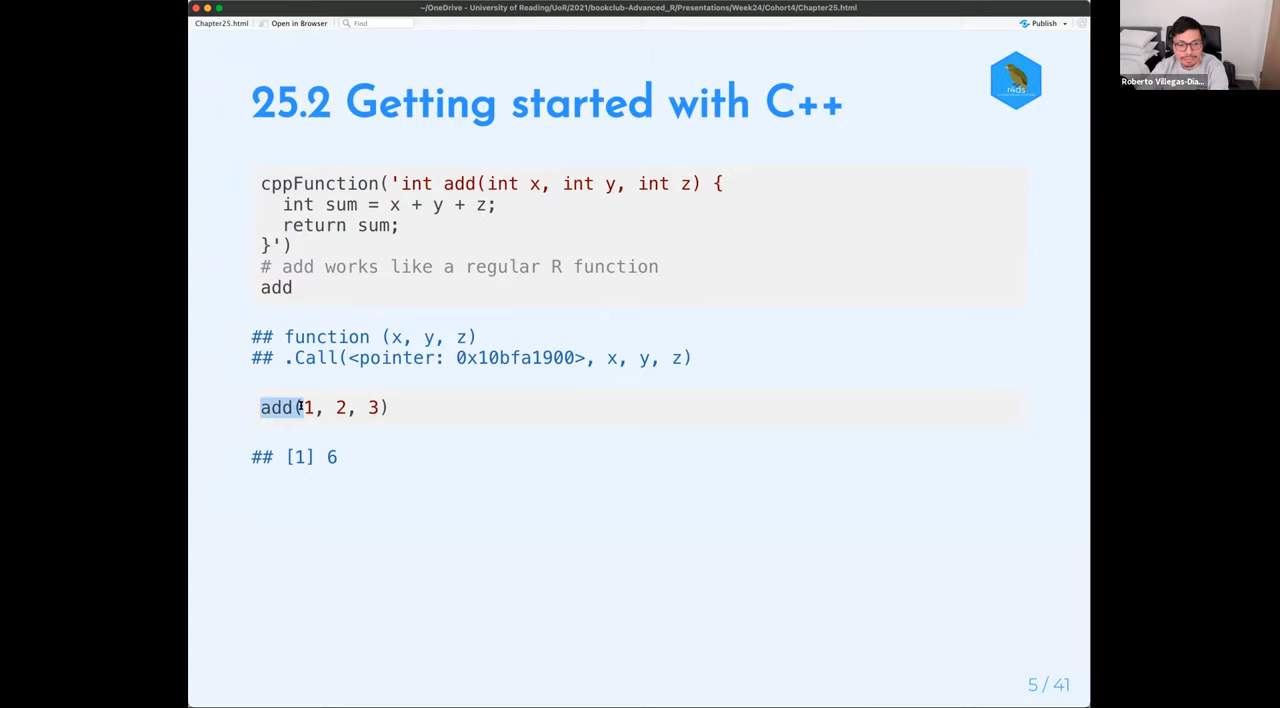 ~/OneDrive - University of Reading/UoR/2021/bookclub-Advanced_R/Presentations/Week24/Cohort4/Chapter25.html
Chapter25.html
Open in Browser
Find
Publish
Roberto Villegas-Dia...
25.2 Getting started with C++
r4ds
cppFunction('int add(int x, int y, int z) {
  int sum = x + y + z;
  return sum;
}')
# add works like a regular R function
add
## function (x, y, z)
## .Call(<pointer: 0x10bfa1900>, x, y, z)
add(1, 2, 3)
## [1] 6
5 / 41